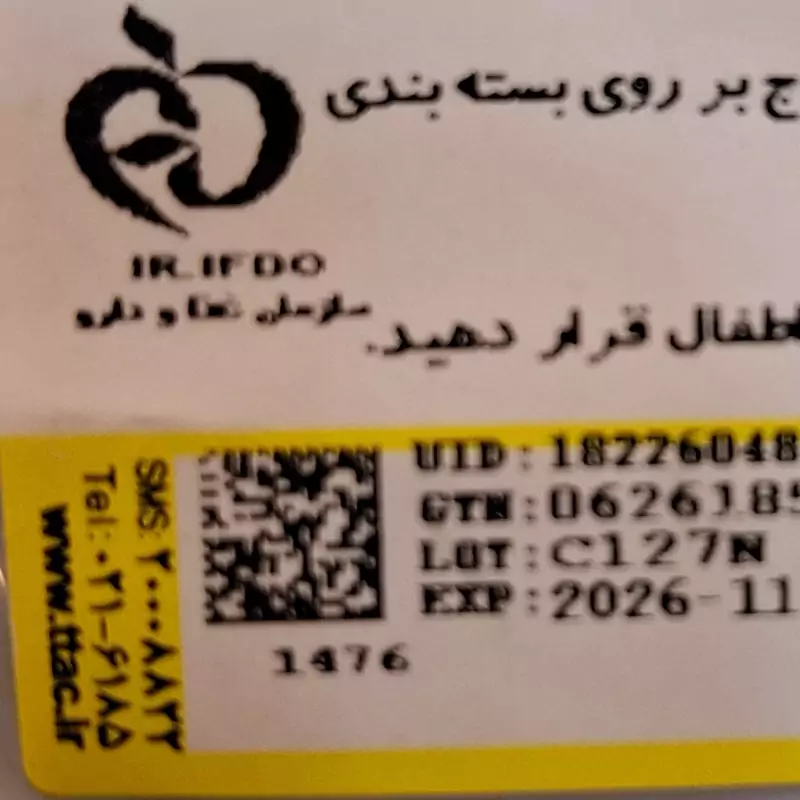 ج بر روی بسته بندی
IR.IFDO
سازمان غذا و دارو
اطفال قرار دهید.
UID: 18226048
GTN: 0626185
LOT: C127N
EXP: 2026-11
1476
SMS: ۲۰۰۰۸۸۲۲
Tel: ۰۲۱-۶۱۸۵
www.ttac.ir